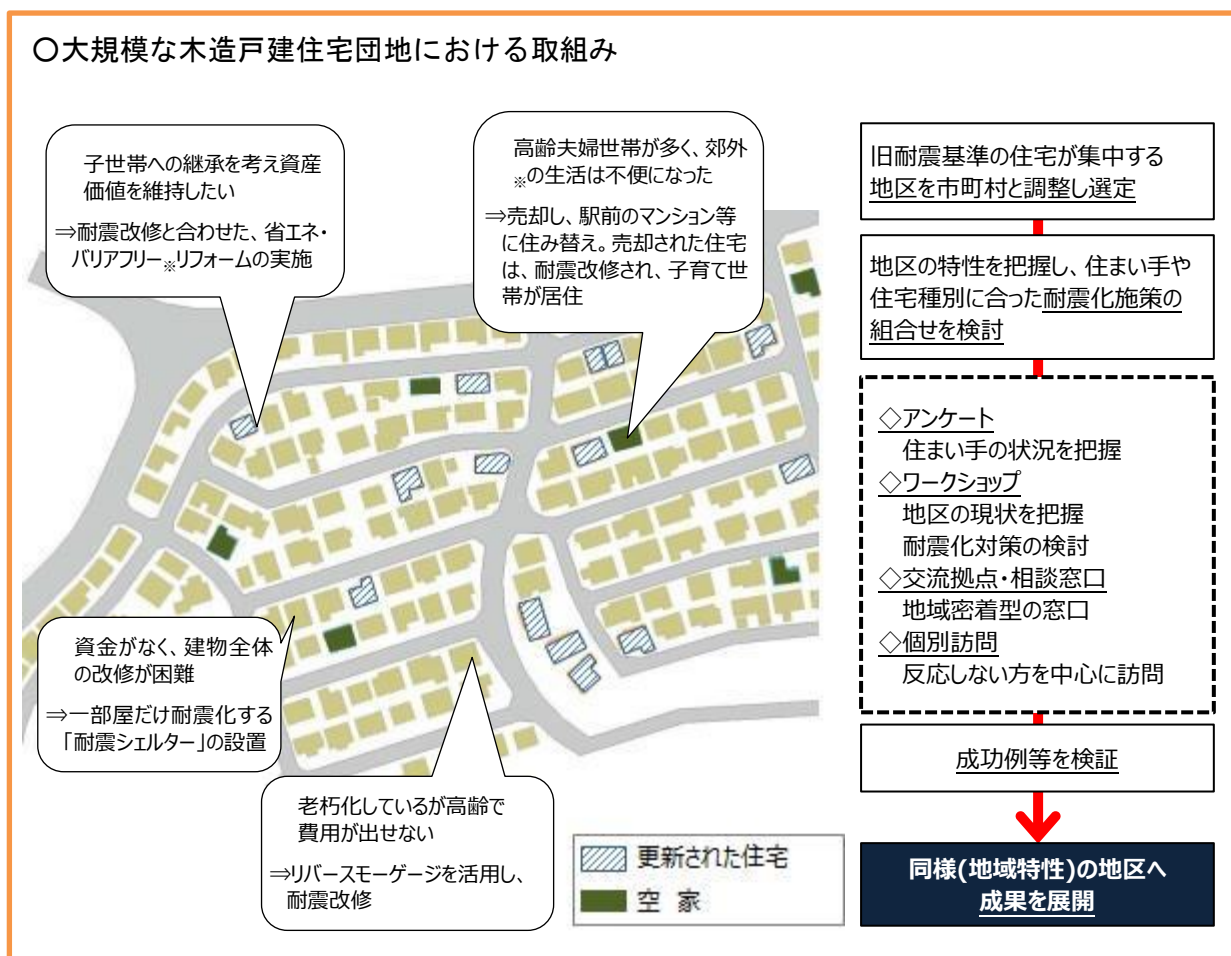 〇大規模な木造戸建住宅団地における取組み
子世帯への継承を考え資産
価値を維持したい
⇒耐震改修と合わせた、省エネ・
バリアフリー※リフォームの実施
高齢夫婦世帯が多く、郊外
※の生活は不便になった
⇒売却し、駅前のマンション等
に住み替え。売却された住宅
は、耐震改修され、子育て世
帯が居住
資金がなく、建物全体
の改修が困難
⇒一部屋だけ耐震化する
「耐震シェルター」の設置
老朽化しているが高齢で
費用が出せない
⇒リバースモーゲージを活用し、
耐震改修
更新された住宅
空 家
旧耐震基準の住宅が集中する
地区を市町村と調整し選定
地区の特性を把握し、住まい手や
住宅種別に合った耐震化施策の
組合せを検討
◇アンケート
住まい手の状況を把握
◇ワークショップ
地区の現状を把握
耐震化対策の検討
◇交流拠点・相談窓口
地域密着型の窓口
◇個別訪問
反応しない方を中心に訪問
成功例等を検証
同様(地域特性)の地区へ
成果を展開